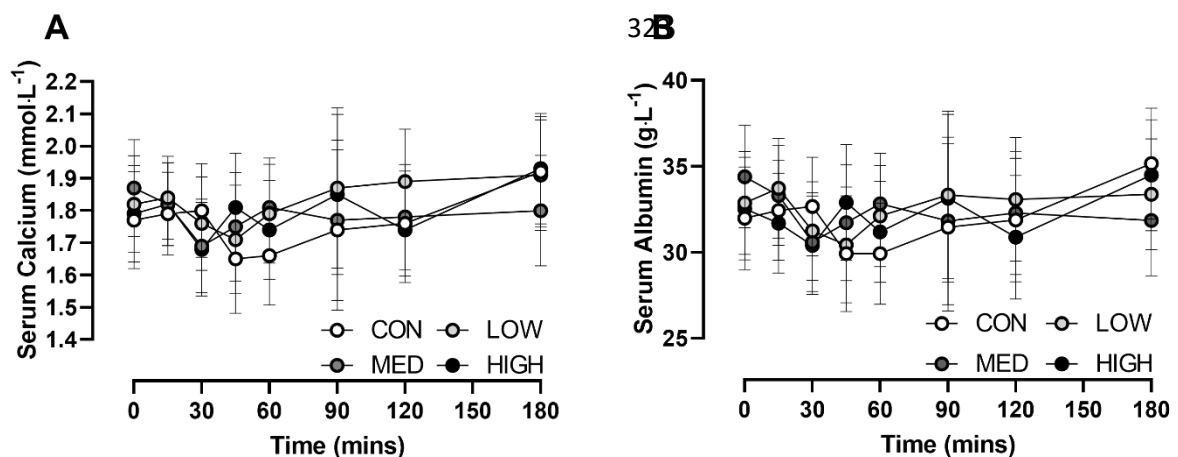 A
Serum Calcium (mmol·L⁻¹)
2.2
2.1
2.0
1.9
1.8
1.7
1.6
1.5
1.4
CON LOW
MED HIGH
0 30 60 90 120 180
Time (mins)
B
Serum Albumin (g·L⁻¹)
40
35
30
25
CON LOW
MED HIGH
0 30 60 90 120 150 180
Time (mins)